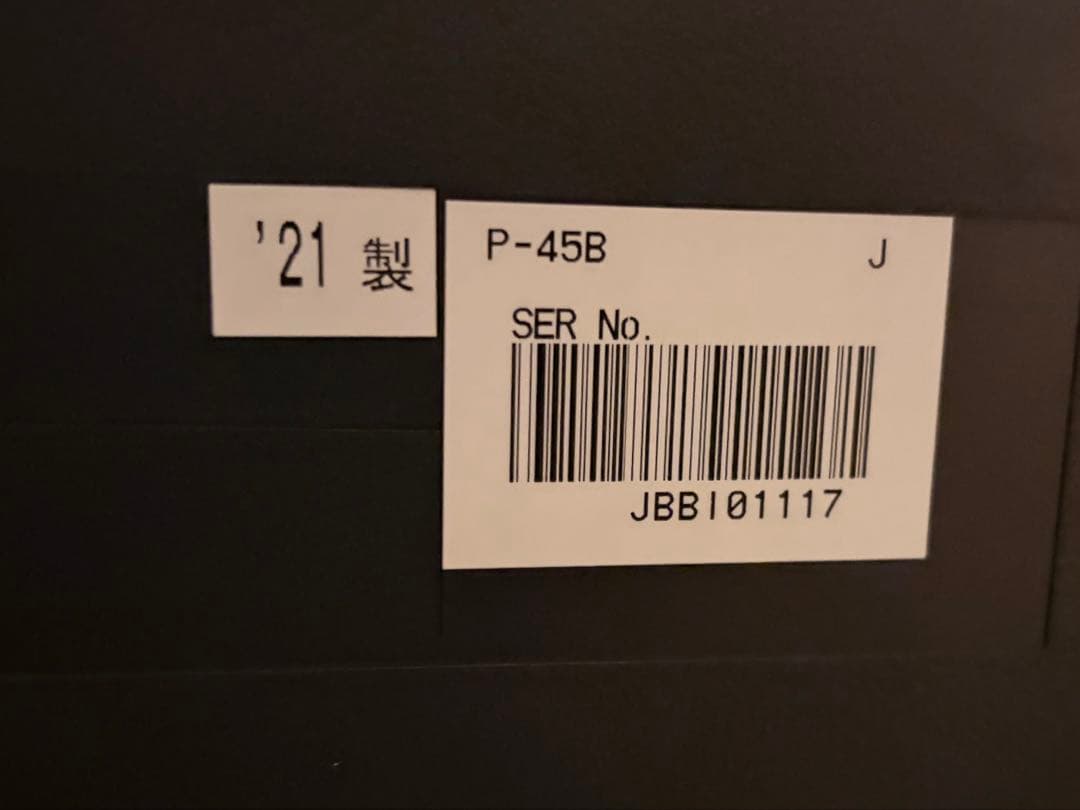 '21 製
P-45B J
SER No.
JBBI01117